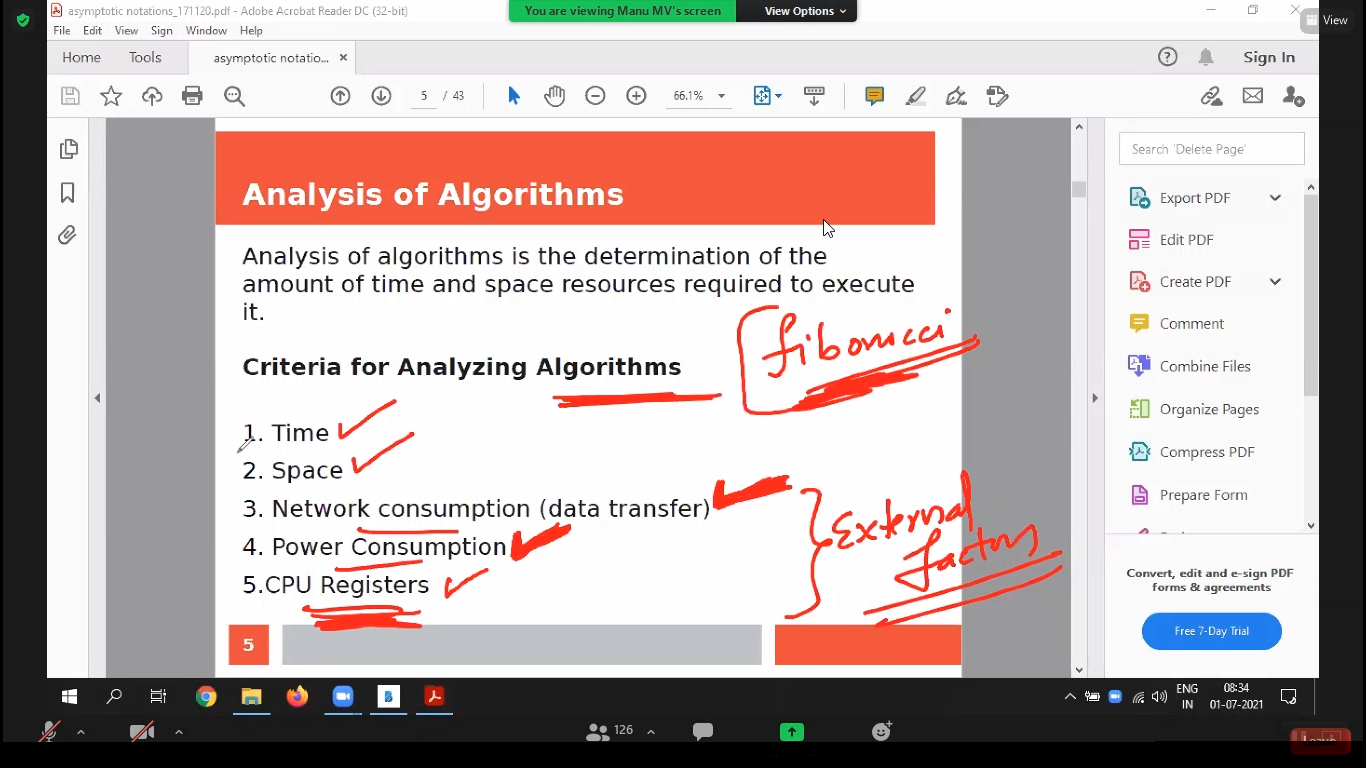 asymptotic notations_171120.pdf - Adobe Acrobat Reader DC (32-bit)
You are viewing Manu MV's screen
View Options
View
File Edit View Sign Window Help
Home Tools asymptotic notatio... Sign In
5 / 43 66.1%
Analysis of Algorithms
Analysis of algorithms is the determination of the
amount of time and space resources required to execute
it.
fibonacci
Criteria for Analyzing Algorithms
1. Time
2. Space
3. Network consumption (data transfer)
4. Power Consumption
5.CPU Registers
External
factors
5
Search 'Delete Page'
Export PDF
Edit PDF
Create PDF
Comment
Combine Files
Organize Pages
Compress PDF
Prepare Form
Convert, edit and e-sign PDF
forms & agreements
Free 7-Day Trial
ENG
IN
08:34
01-07-2021
126
Leave